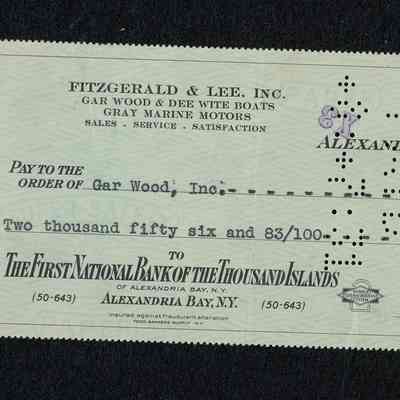 FITZGERALD & LEE, INC.
GAR WOOD & DEE WITE BOATS
GRAY MARINE MOTORS
SALES - SERVICE - SATISFACTION
ALEXAND
PAY TO THE
ORDER OF Gar Wood, Inc.- - - - - - - - - -
Two thousand fifty six and 83/100- - - - -
TO
THE FIRST NATIONAL BANK OF THE THOUSAND ISLANDS
OF ALEXANDRIA BAY, N.Y.
(50-643) ALEXANDRIA BAY, N.Y. (50-643)
Insured against fraudulent alteration